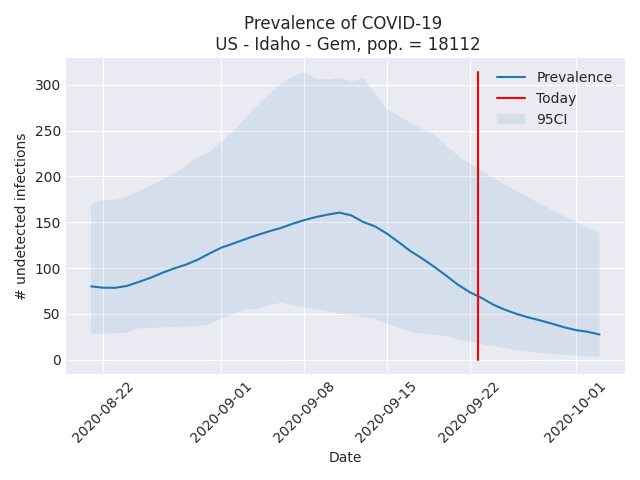 Prevalence of COVID-19
US - Idaho - Gem, pop. = 18112
Prevalence
Today
95CI
# undetected infections
300
250
200
150
100
50
0
2020-08-22
2020-09-01
2020-09-08
2020-09-15
2020-09-22
2020-10-01
Date